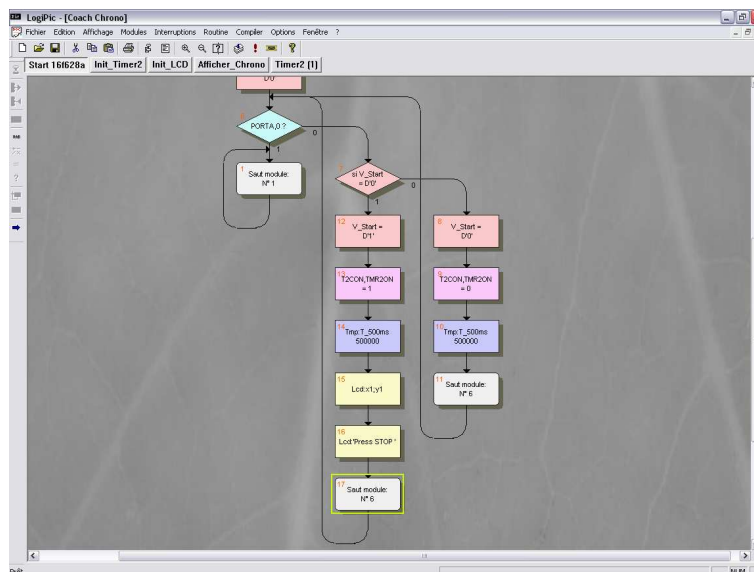 LogiPic - [Coach Chrono]
Fichier Edition Affichage Modules Interruptions Routine Compiler Options Fenêtre ?
Start 16f628a Init_Timer2 Init_LCD Afficher_Chrono Timer2 [1]
D'0'
PORTA,0.?
0
1
1
Saut module:
N° 1
si V_Start
= D'0'
0
1
12
V_Start =
D'1'
8
V_Start =
D'0'
13
T2CON,TMR2ON
= 1
9
T2CON,TMR2ON
= 0
14
Tmp:T_500ms
500000
10
Tmp:T_500ms
500000
15
Lcd:x1;y1
11
Saut module:
N° 6
16
Lcd:'Press STOP '
17
Saut module:
N° 6
Prêt
NUM